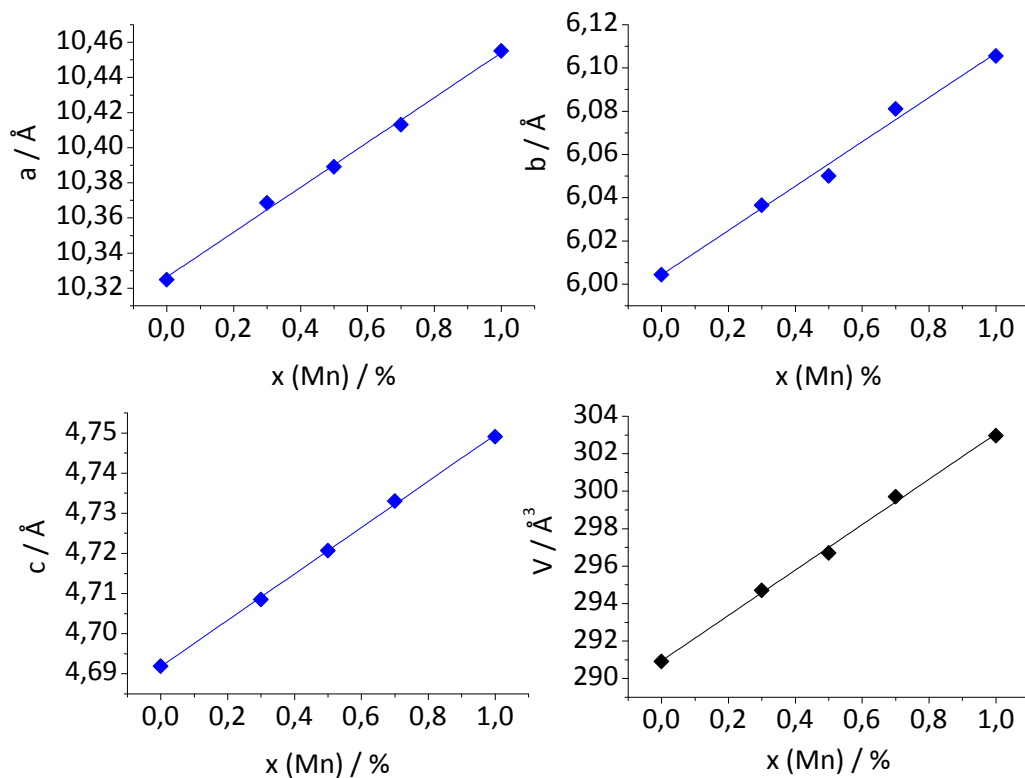 10,46
10,44
10,42
10,40
10,38
10,36
10,34
10,32
a / Å
0,0 0,2 0,4 0,6 0,8 1,0
x (Mn) / %
6,12
6,10
6,08
6,06
6,04
6,02
6,00
b / Å
0,0 0,2 0,4 0,6 0,8 1,0
x (Mn) %
4,75
4,74
4,73
4,72
4,71
4,70
4,69
c / Å
0,0 0,2 0,4 0,6 0,8 1,0
x (Mn) / %
304
302
300
298
296
294
292
290
V / Å³
0,0 0,2 0,4 0,6 0,8 1,0
x (Mn) / %